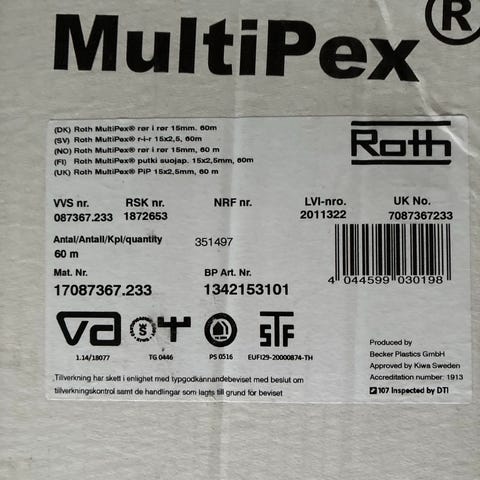 MultiPex®
(DK) Roth MultiPex® rør i rør 15mm. 60m
(SV) Roth MultiPex® r-i-r 15x2,5, 60m
(NO) Roth MultiPex® rør i rør 15mm, 60 m
(FI) Roth MultiPex® putki suojap. 15x2,5mm, 60 m
(UK) Roth MultiPex® PiP 15x2,5mm, 60 m
Roth
VVS nr. RSK nr. NRF nr. LVI-nro. UK No.
087367.233 1872653 2011322 7087367233
Antal/Antall/Kpl/quantity 351497
60 m
Mat. Nr. BP Art. Nr.
17087367.233 1342153101
4 044599 030198
va STF
1.14/18077 TG 0446 PS 0516 EUFI29-20000874-TH
Produced by
Becker Plastics GmbH
Approved by Kiwa Sweden
Accreditation number: 1913
107 Inspected by DTI
Tillverkning har skett i enlighet med typgodkännandebeviset med beslut om
tillverkningskontrol samt de handlingar som lagts till grund för beviset